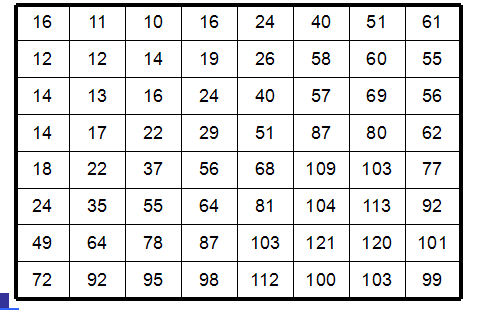 16 11 10 16 24 40 51 61
12 12 14 19 26 58 60 55
14 13 16 24 40 57 69 56
14 17 22 29 51 87 80 62
18 22 37 56 68 109 103 77
24 35 55 64 81 104 113 92
49 64 78 87 103 121 120 101
72 92 95 98 112 100 103 99